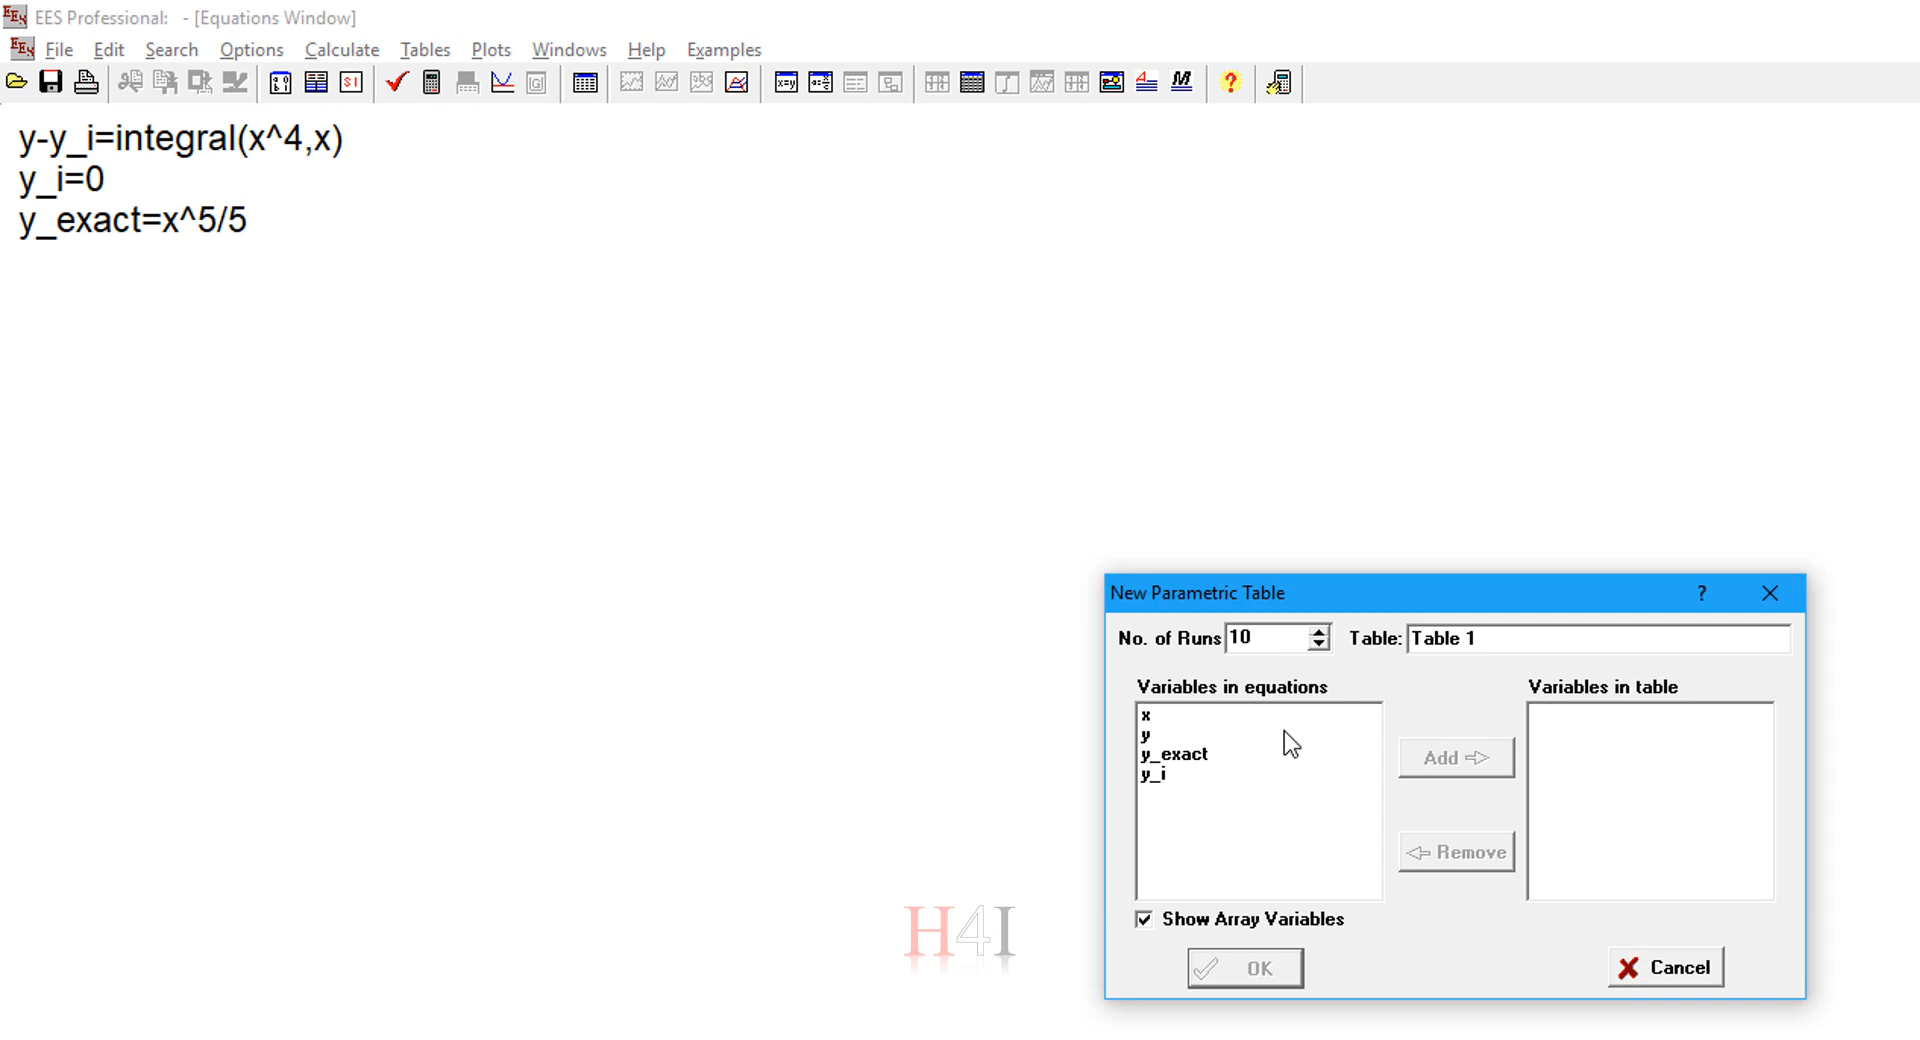 EES Professional: - [Equations Window]
File Edit Search Options Calculate Tables Plots Windows Help Examples
y-y_i=integral(x^4,x)
y_i=0
y_exact=x^5/5
New Parametric Table
No. of Runs 10 Table: Table 1
Variables in equations Variables in table
x
y
y_exact
y_i
Add
Remove
Show Array Variables
OK Cancel
H4I